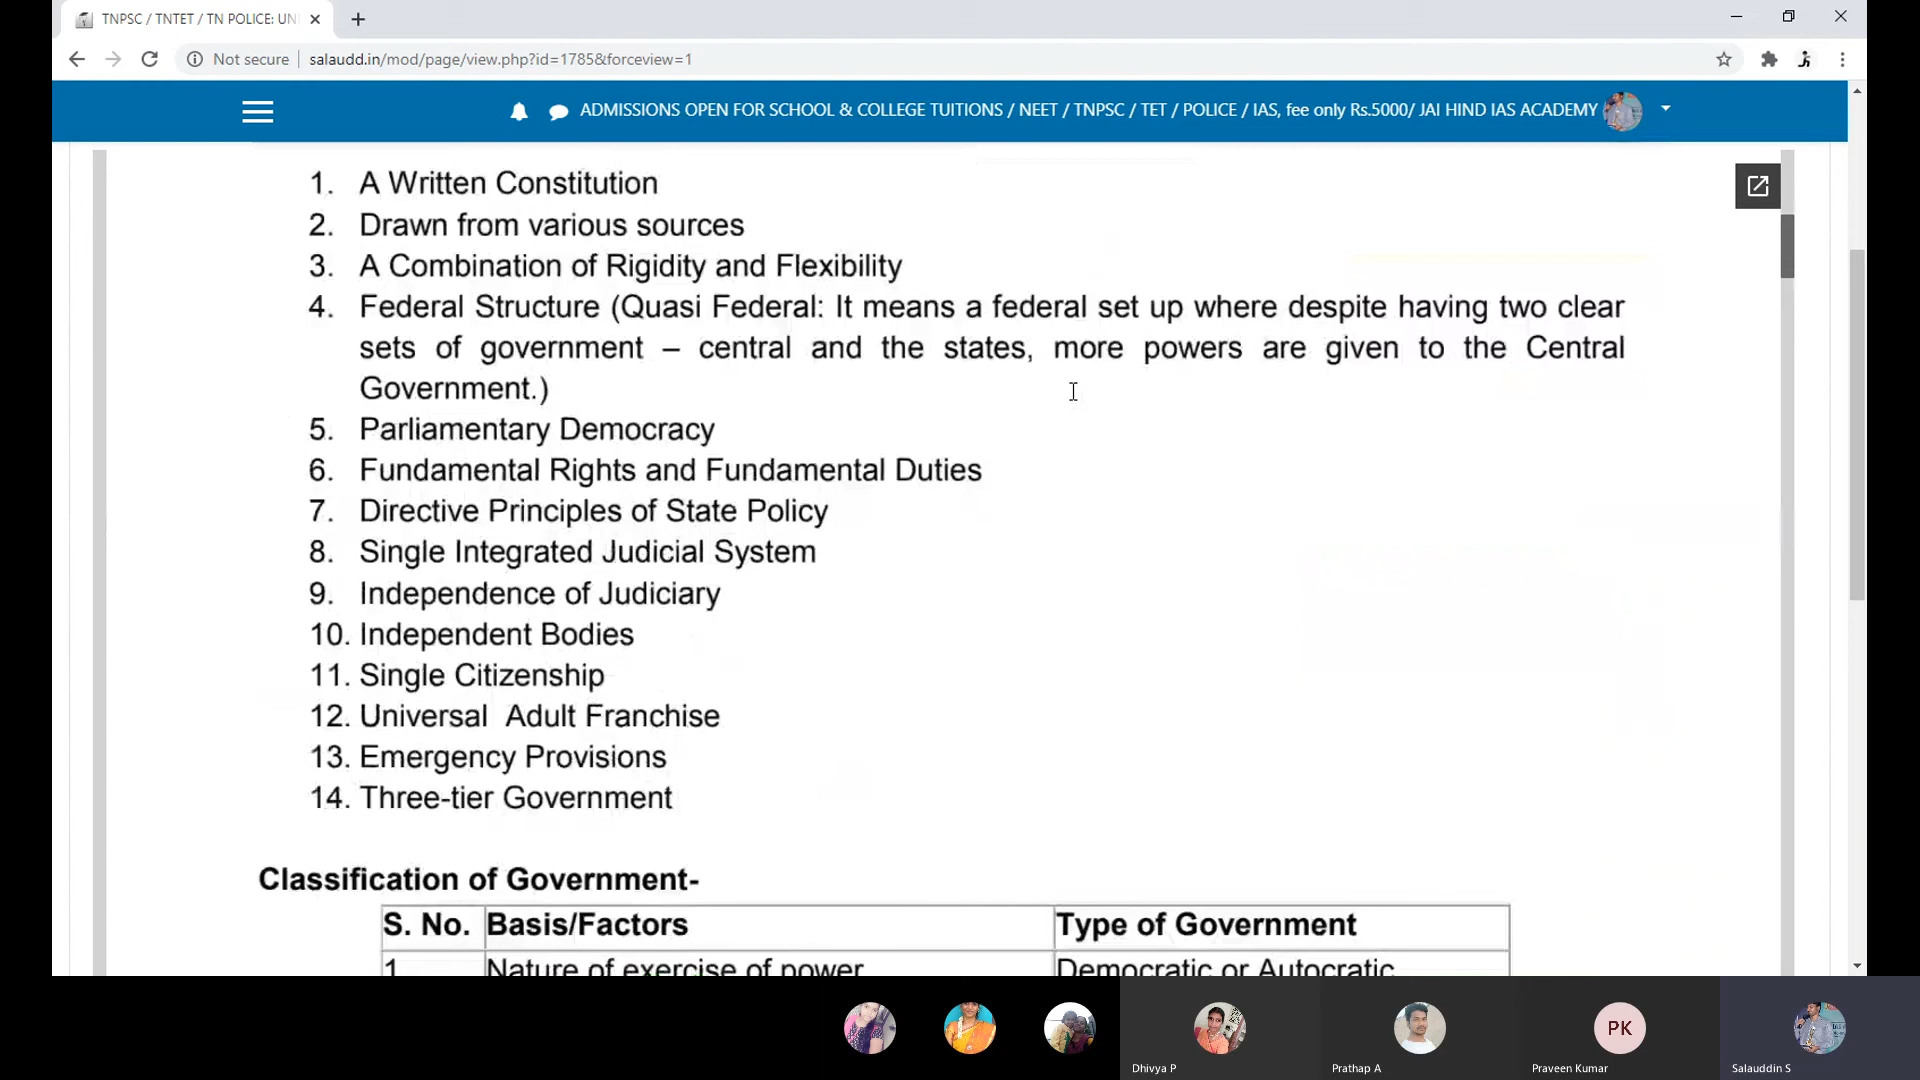 TNPSC / TNTET / TN POLICE: UN
Not secure
salaudd.in/mod/page/view.php?id=1785&forceview=1
ADMISSIONS OPEN FOR SCHOOL & COLLEGE TUITIONS / NEET / TNPSC / TET / POLICE / IAS, fee only Rs.5000/ JAI HIND IAS ACADEMY
1. A Written Constitution
2. Drawn from various sources
3. A Combination of Rigidity and Flexibility
4. Federal Structure (Quasi Federal: It means a federal set up where despite having two clear
sets of government – central and the states, more powers are given to the Central
Government.)
5. Parliamentary Democracy
6. Fundamental Rights and Fundamental Duties
7. Directive Principles of State Policy
8. Single Integrated Judicial System
9. Independence of Judiciary
10. Independent Bodies
11. Single Citizenship
12. Universal Adult Franchise
13. Emergency Provisions
14. Three-tier Government
Classification of Government-
S. No. Basis/Factors Type of Government
1 Nature of exercise of power Democratic or Autocratic
PK
Dhivya P
Prathap A
Praveen Kumar
Salauddin S